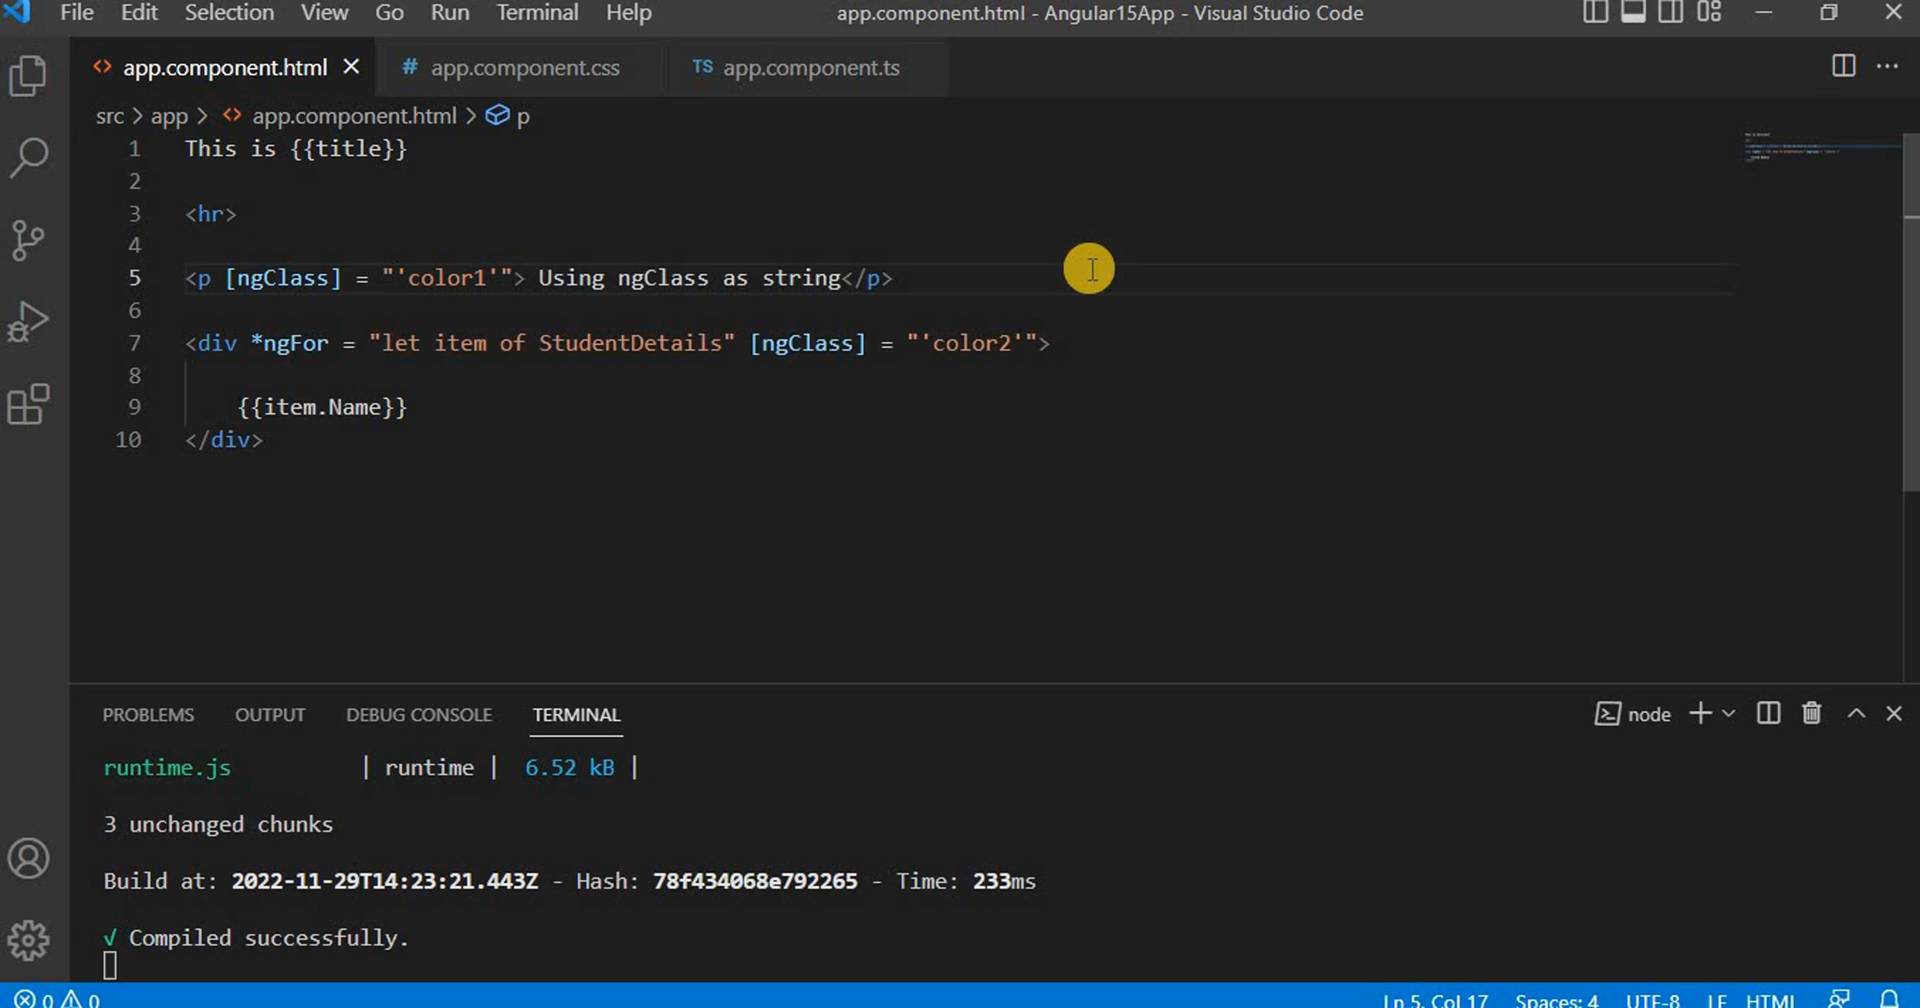 File Edit Selection View Go Run Terminal Help app.component.html - Angular15App - Visual Studio Code
app.component.html # app.component.css TS app.component.ts
src > app > app.component.html > p
1 This is {{title}}
2
3 <hr>
4
5 <p [ngClass] = "'color1'"> Using ngClass as string</p>
6
7 <div *ngFor = "let item of StudentDetails" [ngClass] = "'color2'">
8
9 {{item.Name}}
10 </div>
PROBLEMS OUTPUT DEBUG CONSOLE TERMINAL node
runtime.js | runtime | 6.52 kB |
3 unchanged chunks
Build at: 2022-11-29T14:23:21.443Z - Hash: 78f434068e792265 - Time: 233ms
√ Compiled successfully.
0 0 Ln 5, Col 17 Spaces: 4 UTF-8 LF HTML